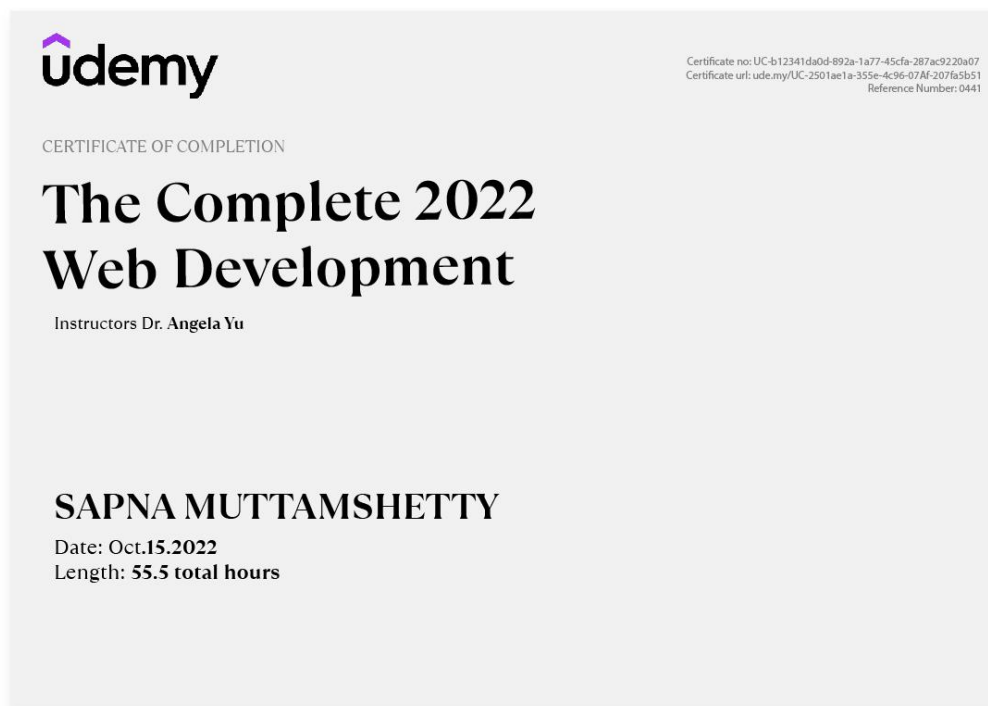 udemy
Certificate no: UC-b12341da0d-892a-1a77-45cfa-287ac9220a07
Certificate url: ude.my/UC-2501ae1a-355e-4c96-07Af-207fa5b51
Reference Number: 0441
CERTIFICATE OF COMPLETION
The Complete 2022
Web Development
Instructors Dr. Angela Yu
SAPNA MUTTAMSHETTY
Date: Oct.15.2022
Length: 55.5 total hours